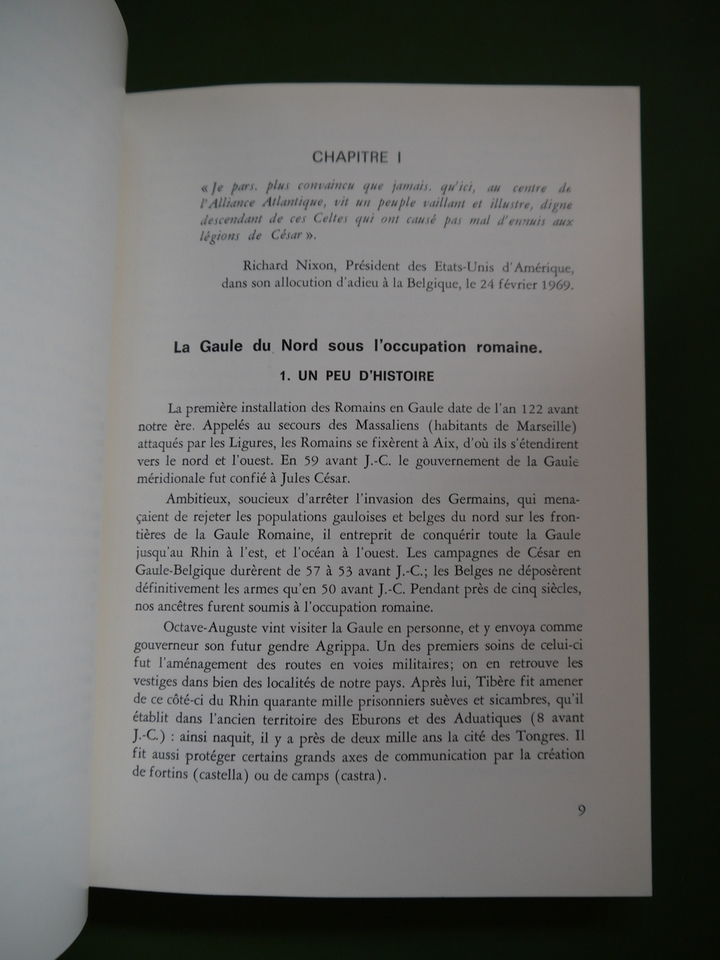 CHAPITRE I
« Je pars, plus convaincu que jamais, qu'ici, au centre de
l'Alliance Atlantique, vit un peuple vaillant et illustre, digne
descendant de ces Celtes qui ont causé pas mal d'ennuis aux
légions de César ».
Richard Nixon, Président des Etats-Unis d'Amérique,
dans son allocution d'adieu à la Belgique, le 24 février 1969.
La Gaule du Nord sous l'occupation romaine.
1. UN PEU D'HISTOIRE
La première installation des Romains en Gaule date de l'an 122 avant
notre ère. Appelés au secours des Massaliens (habitants de Marseille)
attaqués par les Ligures, les Romains se fixèrent à Aix, d'où ils s'étendirent
vers le nord et l'ouest. En 59 avant J.-C. le gouvernement de la Gaule
méridionale fut confié à Jules César.
Ambitieux, soucieux d'arrêter l'invasion des Germains, qui mena-
çaient de rejeter les populations gauloises et belges du nord sur les fron-
tières de la Gaule Romaine, il entreprit de conquérir toute la Gaule
jusqu'au Rhin à l'est, et l'océan à l'ouest. Les campagnes de César en
Gaule-Belgique durèrent de 57 à 53 avant J.-C.; les Belges ne déposèrent
définitivement les armes qu'en 50 avant J.-C. Pendant près de cinq siècles,
nos ancêtres furent soumis à l'occupation romaine.
Octave-Auguste vint visiter la Gaule en personne, et y envoya comme
gouverneur son futur gendre Agrippa. Un des premiers soins de celui-ci
fut l'aménagement des routes en voies militaires; on en retrouve les
vestiges dans bien des localités de notre pays. Après lui, Tibère fit amener
de ce côté-ci du Rhin quarante mille prisonniers suèves et sicambres, qu'il
établit dans l'ancien territoire des Eburons et des Aduatiques (8 avant
J.-C.) : ainsi naquit, il y a près de deux mille ans la cité des Tongres. Il
fit aussi protéger certains grands axes de communication par la création
de fortins (castella) ou de camps (castra).
9